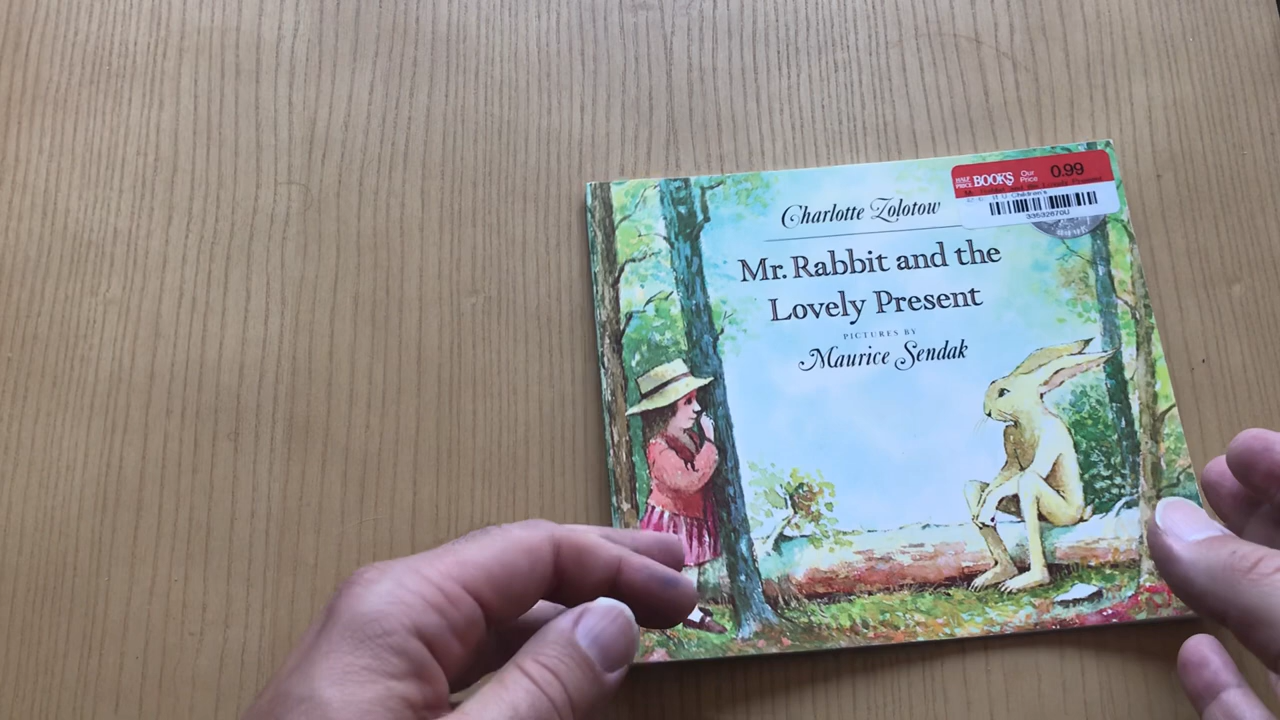 Charlotte Zolotow
Mr. Rabbit and the
Lovely Present
PICTURES BY
Maurice Sendak
HALF PRICE BOOKS Our Price 0.99
33532870U